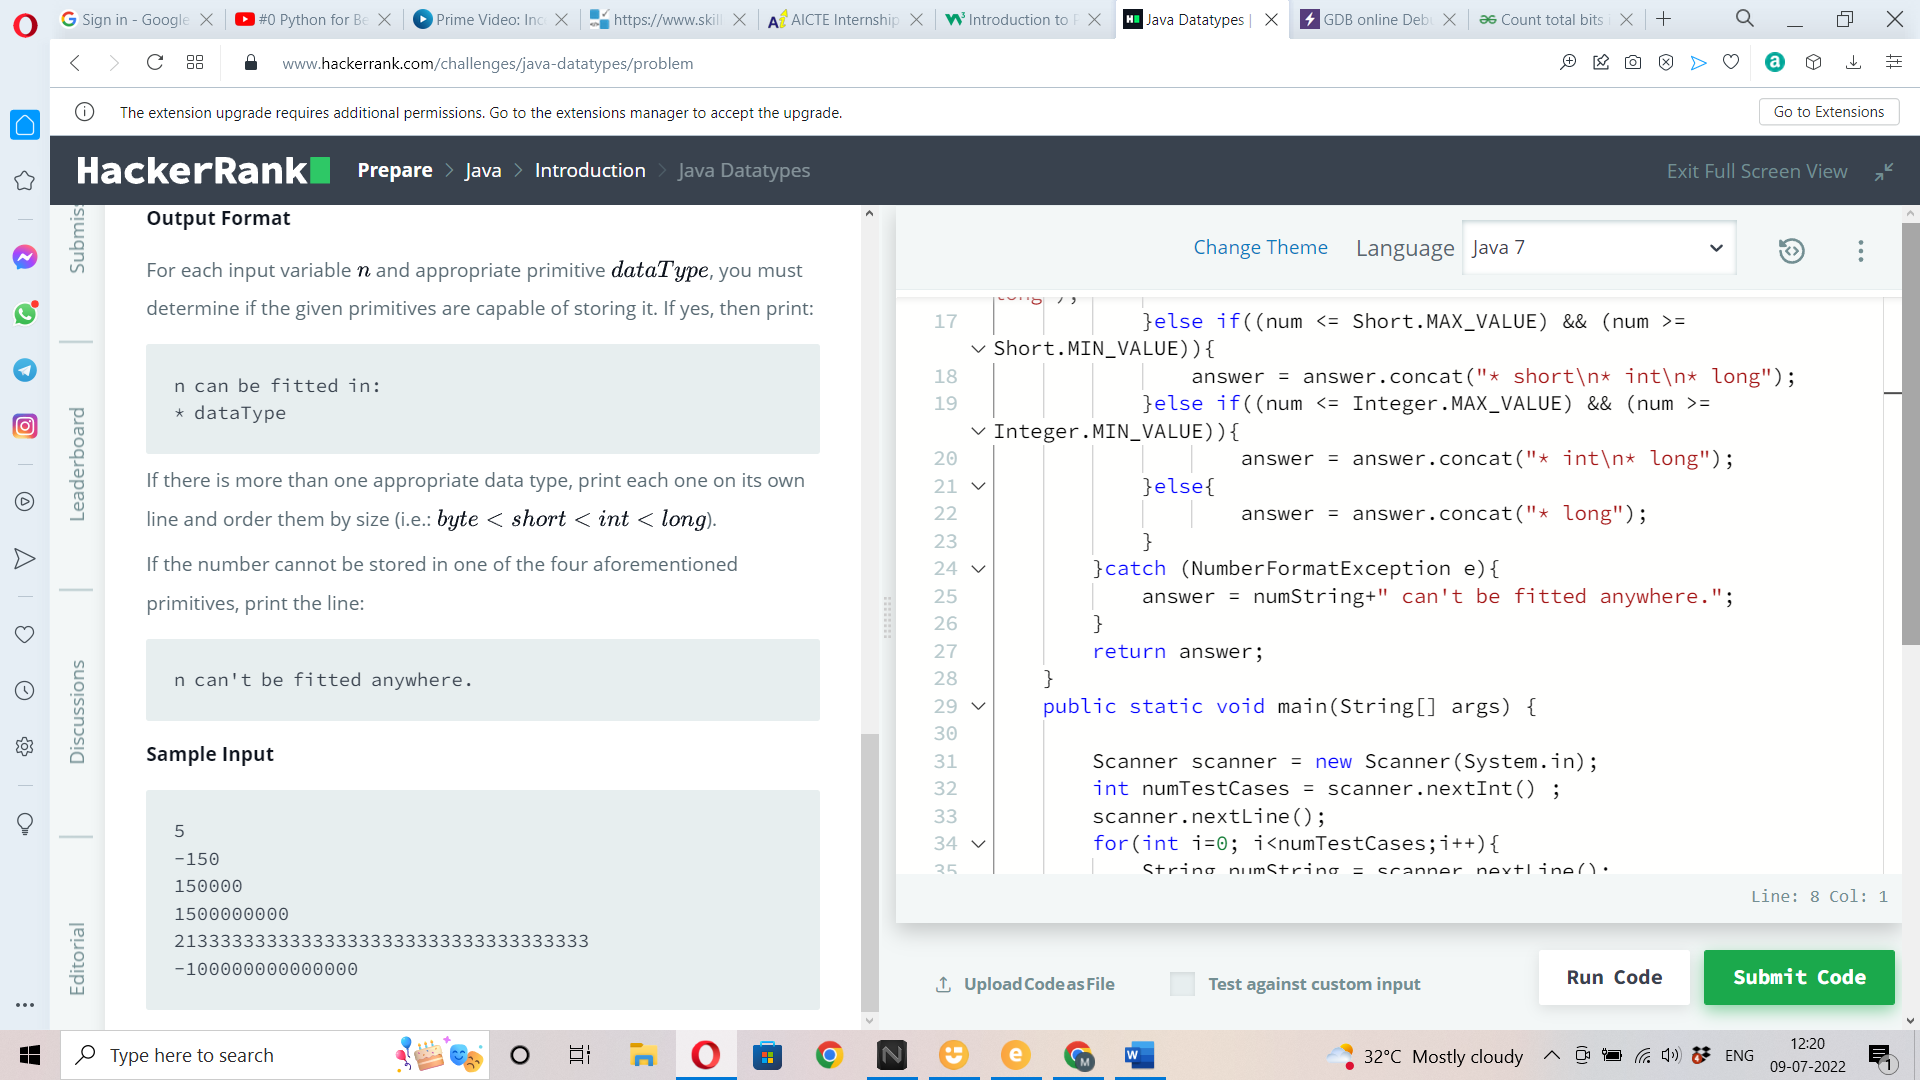 Sign in - Google
#0 Python for Be
Prime Video: Inc
https://www.skill
AICTE Internship
Introduction to
Java Datatypes |
GDB online Deb
Count total bits
www.hackerrank.com/challenges/java-datatypes/problem
The extension upgrade requires additional permissions. Go to the extensions manager to accept the upgrade.
Go to Extensions
HackerRank
Prepare > Java > Introduction > Java Datatypes
Exit Full Screen View
Submiss
Leaderboard
Discussions
Editorial
Output Format
For each input variable n and appropriate primitive dataType, you must
determine if the given primitives are capable of storing it. If yes, then print:
n can be fitted in:
* dataType
If there is more than one appropriate data type, print each one on its own
line and order them by size (i.e.: byte < short < int < long).
If the number cannot be stored in one of the four aforementioned
primitives, print the line:
n can't be fitted anywhere.
Sample Input
5
-150
150000
1500000000
213333333333333333333333333333333333
-100000000000000
Change Theme
Language
Java 7
long");
17 }else if((num <= Short.MAX_VALUE) && (num >=
Short.MIN_VALUE)){
18 answer = answer.concat("* short\n* int\n* long");
19 }else if((num <= Integer.MAX_VALUE) && (num >=
Integer.MIN_VALUE)){
20 answer = answer.concat("* int\n* long");
21 }else{
22 answer = answer.concat("* long");
23 }
24 }catch (NumberFormatException e){
25 answer = numString+" can't be fitted anywhere.";
26 }
27 return answer;
28 }
29 public static void main(String[] args) {
30
31 Scanner scanner = new Scanner(System.in);
32 int numTestCases = scanner.nextInt() ;
33 scanner.nextLine();
34 for(int i=0; i<numTestCases;i++){
35 String numString = scanner.nextLine();
Line: 8 Col: 1
Upload Code as File
Test against custom input
Run Code
Submit Code
Type here to search
32°C Mostly cloudy
ENG
12:20
09-07-2022
1